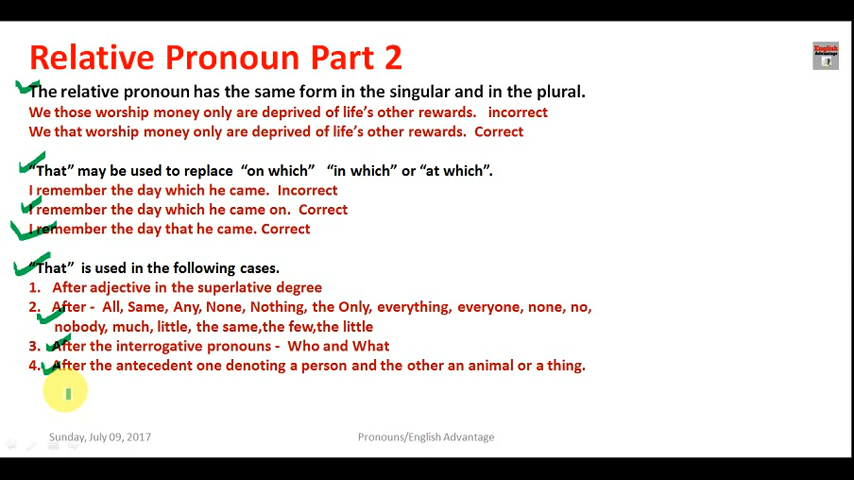 Relative Pronoun Part 2
English
Advantage
The relative pronoun has the same form in the singular and in the plural.
We those worship money only are deprived of life's other rewards. incorrect
We that worship money only are deprived of life's other rewards. Correct
"That" may be used to replace "on which" "in which" or "at which".
I remember the day which he came. Incorrect
I remember the day which he came on. Correct
I remember the day that he came. Correct
"That" is used in the following cases.
1. After adjective in the superlative degree
2. After - All, Same, Any, None, Nothing, the Only, everything, everyone, none, no,
nobody, much, little, the same,the few,the little
3. After the interrogative pronouns - Who and What
4. After the antecedent one denoting a person and the other an animal or a thing.
Sunday, July 09, 2017
Pronouns/English Advantage